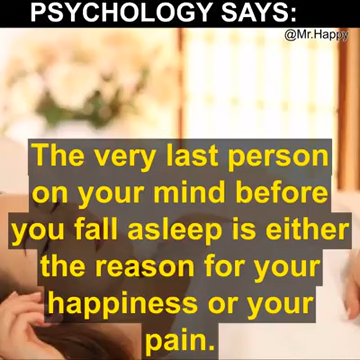 PSYCHOLOGY SAYS:
@Mr.Happy
The very last person
on your mind before
you fall asleep is either
the reason for your
happiness or your
pain.